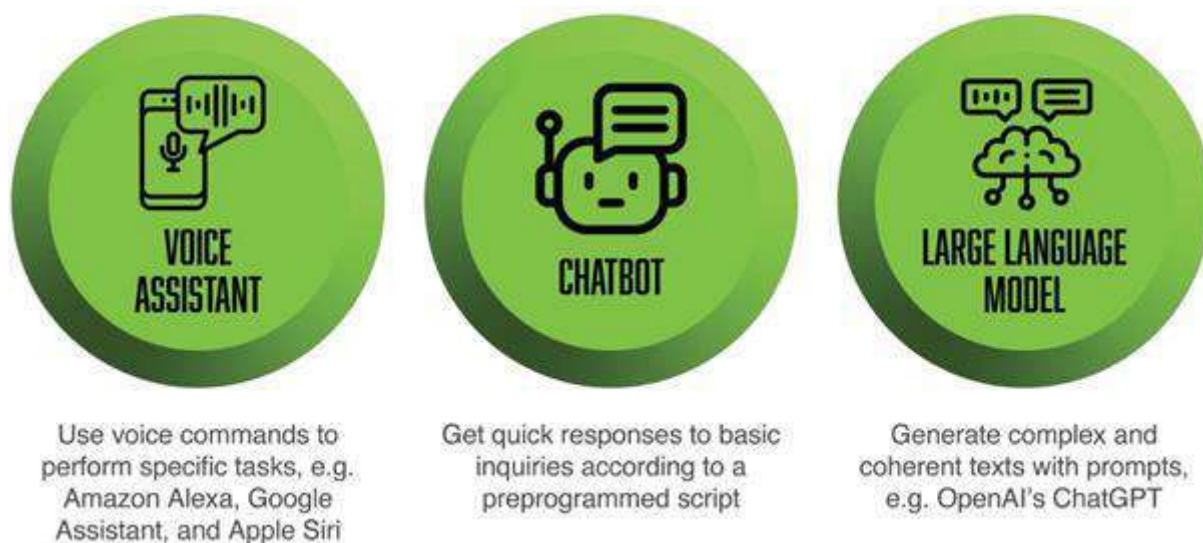 VOICE
ASSISTANT
Use voice commands to
perform specific tasks, e.g.
Amazon Alexa, Google
Assistant, and Apple Siri
CHATBOT
Get quick responses to basic
inquiries according to a
preprogrammed script
LARGE LANGUAGE
MODEL
Generate complex and
coherent texts with prompts,
e.g. OpenAI's ChatGPT